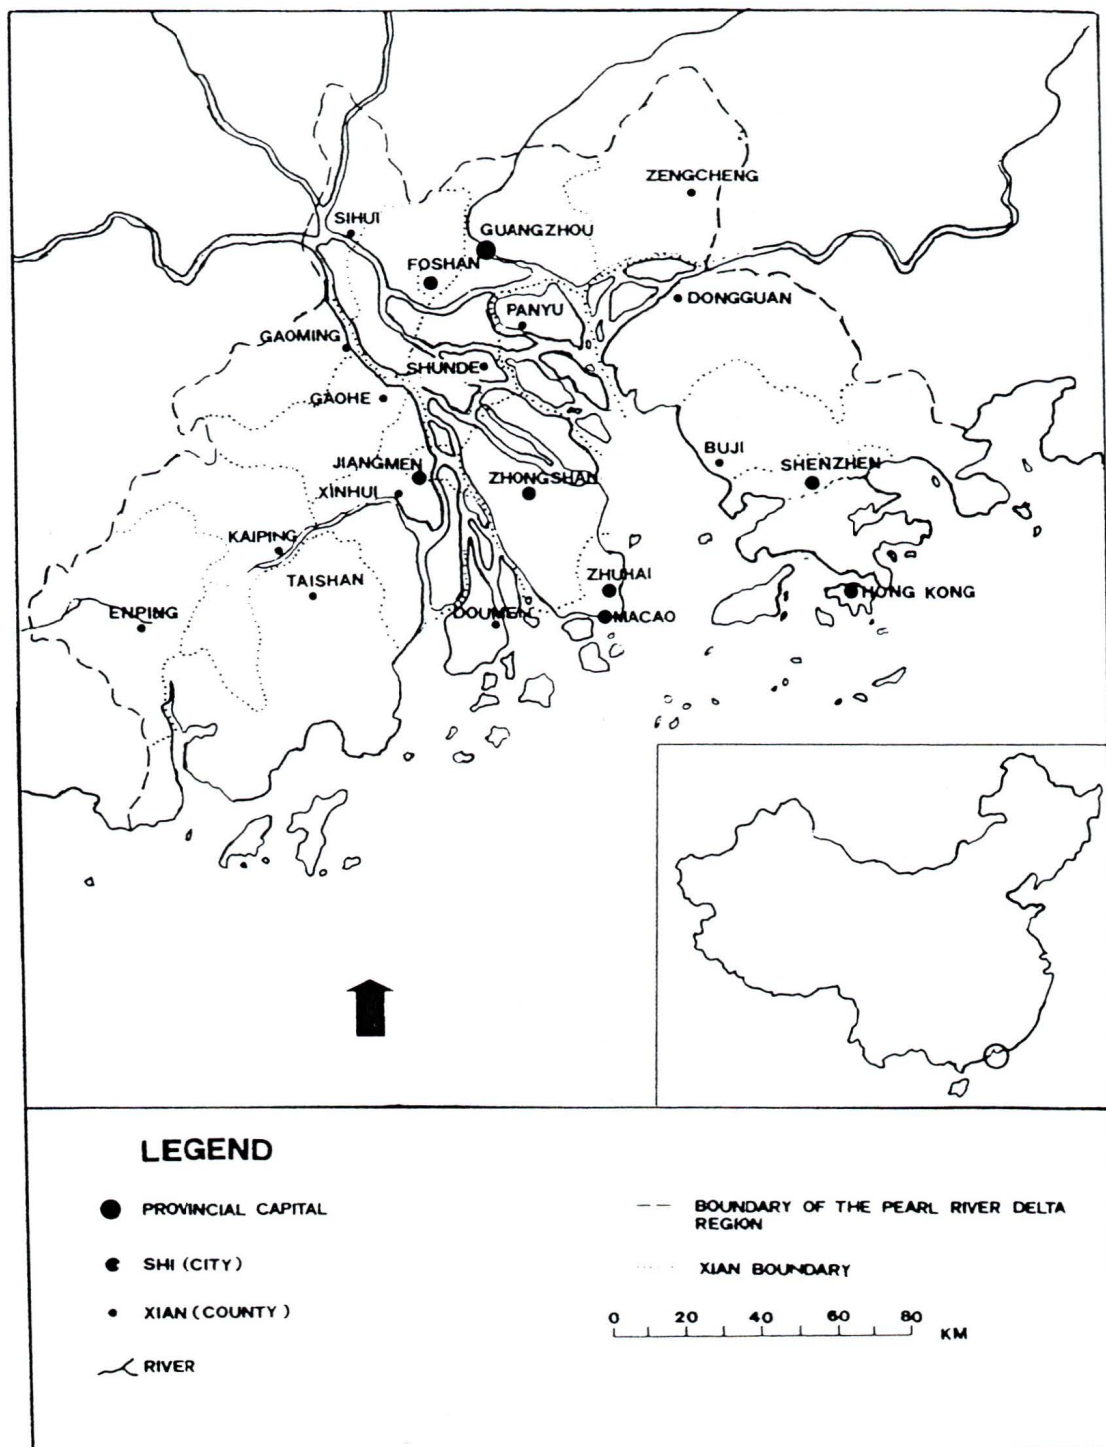 ZENGCHENG
SIHUI
GUANGZHOU
FOSHAN
DONGGUAN
PANYU
GAOMING
SHUNDE
GAOHE
BUJI
JIANGMEN
SHENZHEN
ZHONGSHAN
XINHUI
KAIPING
TAISHAN
ZHUHAI
HONG KONG
ENPING
DOUMEN
MACAO
LEGEND
PROVINCIAL CAPITAL
SHI (CITY)
XIAN (COUNTY)
RIVER
BOUNDARY OF THE PEARL RIVER DELTA
REGION
XIAN BOUNDARY
0 20 40 60 80
KM